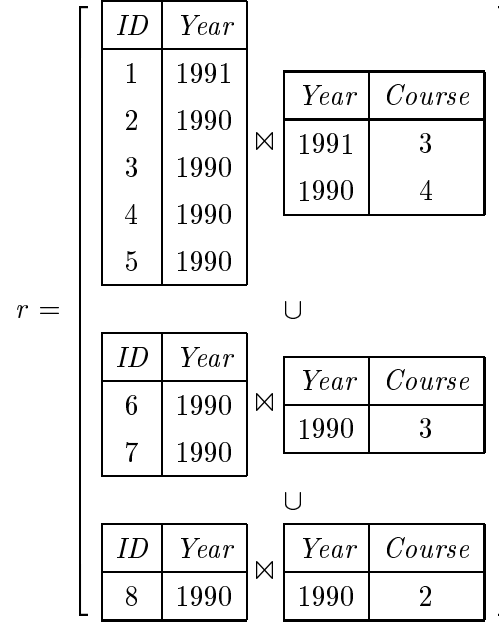 ID Year
1 1991
2 1990
3 1990
4 1990
5 1990
⋈
Year Course
1991 3
1990 4
r =
∪
ID Year
6 1990
7 1990
⋈
Year Course
1990 3
∪
ID Year
8 1990
⋈
Year Course
1990 2